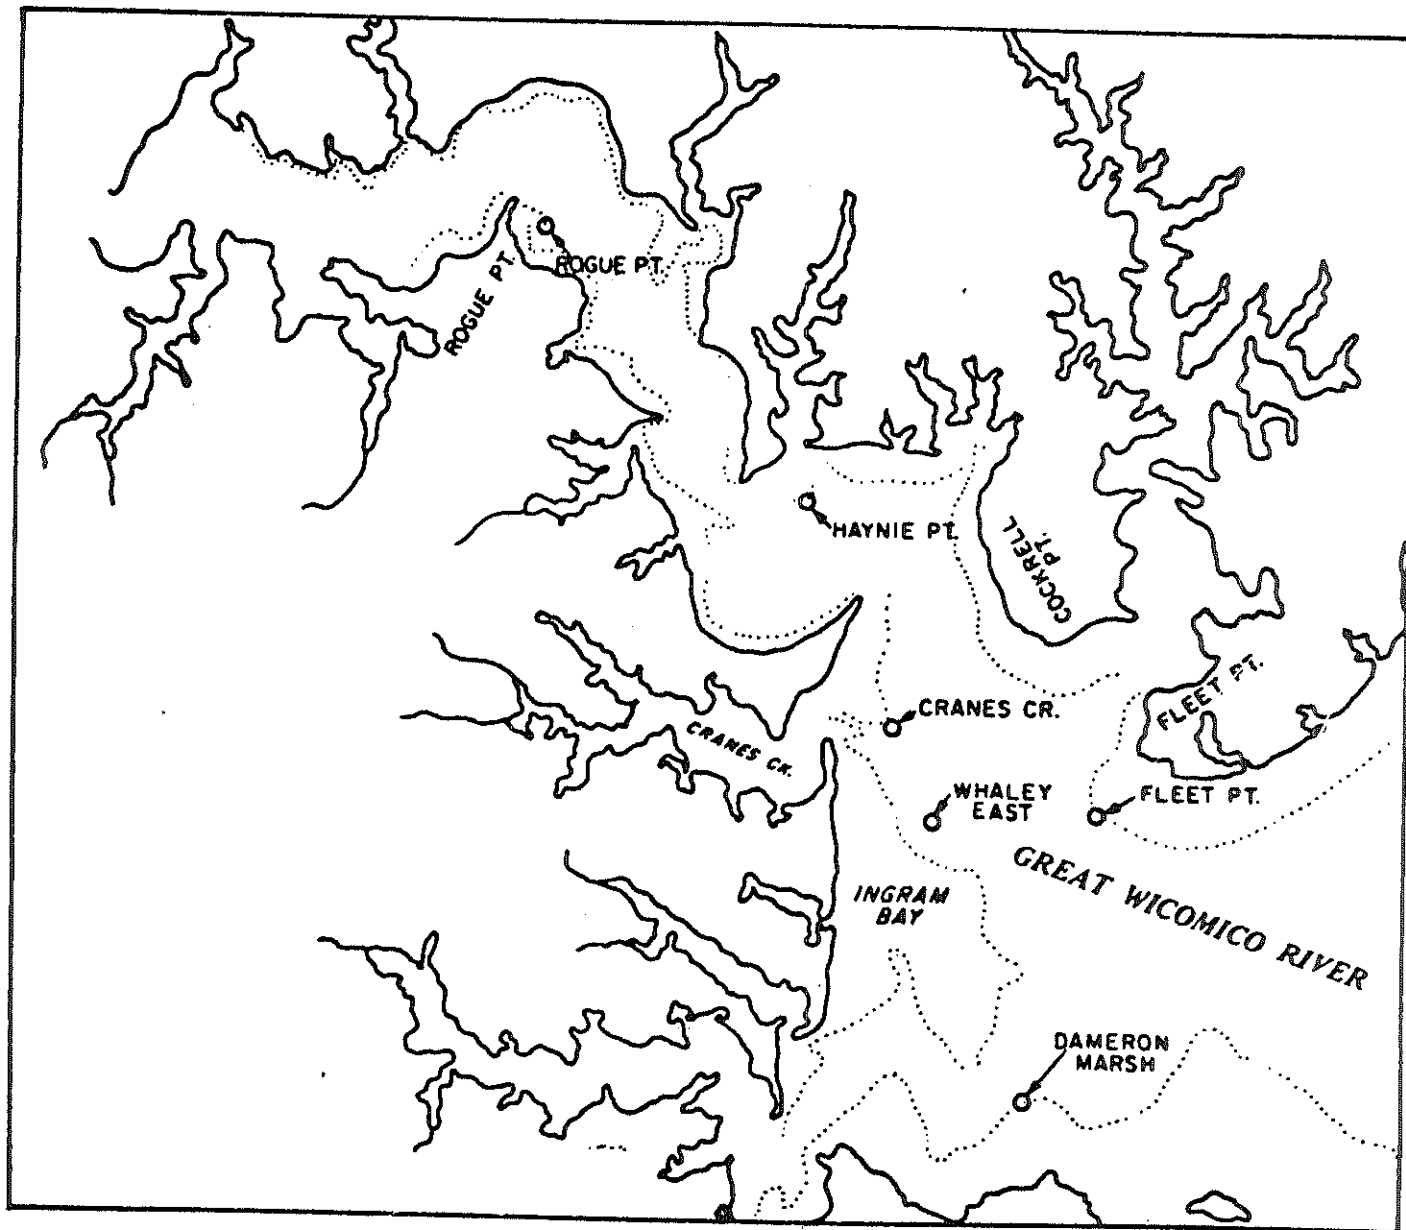 ROGUE PT.
ROGUE PT.
HAYNIE PT.
COCKRELL
PT.
FLEET PT.
CRANES CR.
CRANES CK.
WHALEY
EAST
FLEET PT.
GREAT WICOMICO RIVER
INGRAM
BAY
DAMERON
MARSH